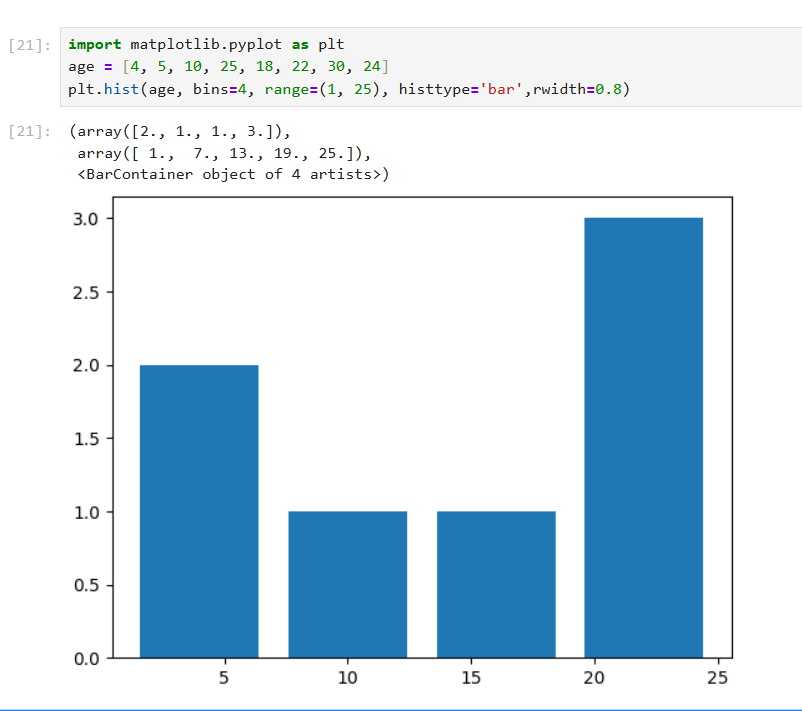 [21]: import matplotlib.pyplot as plt
age = [4, 5, 10, 25, 18, 22, 30, 24]
plt.hist(age, bins=4, range=(1, 25), histtype='bar',rwidth=0.8)
[21]: (array([2., 1., 1., 3.]),
array([ 1.,  7., 13., 19., 25.]),
<BarContainer object of 4 artists>)
3.0
2.5
2.0
1.5
1.0
0.5
0.0
5 10 15 20 25